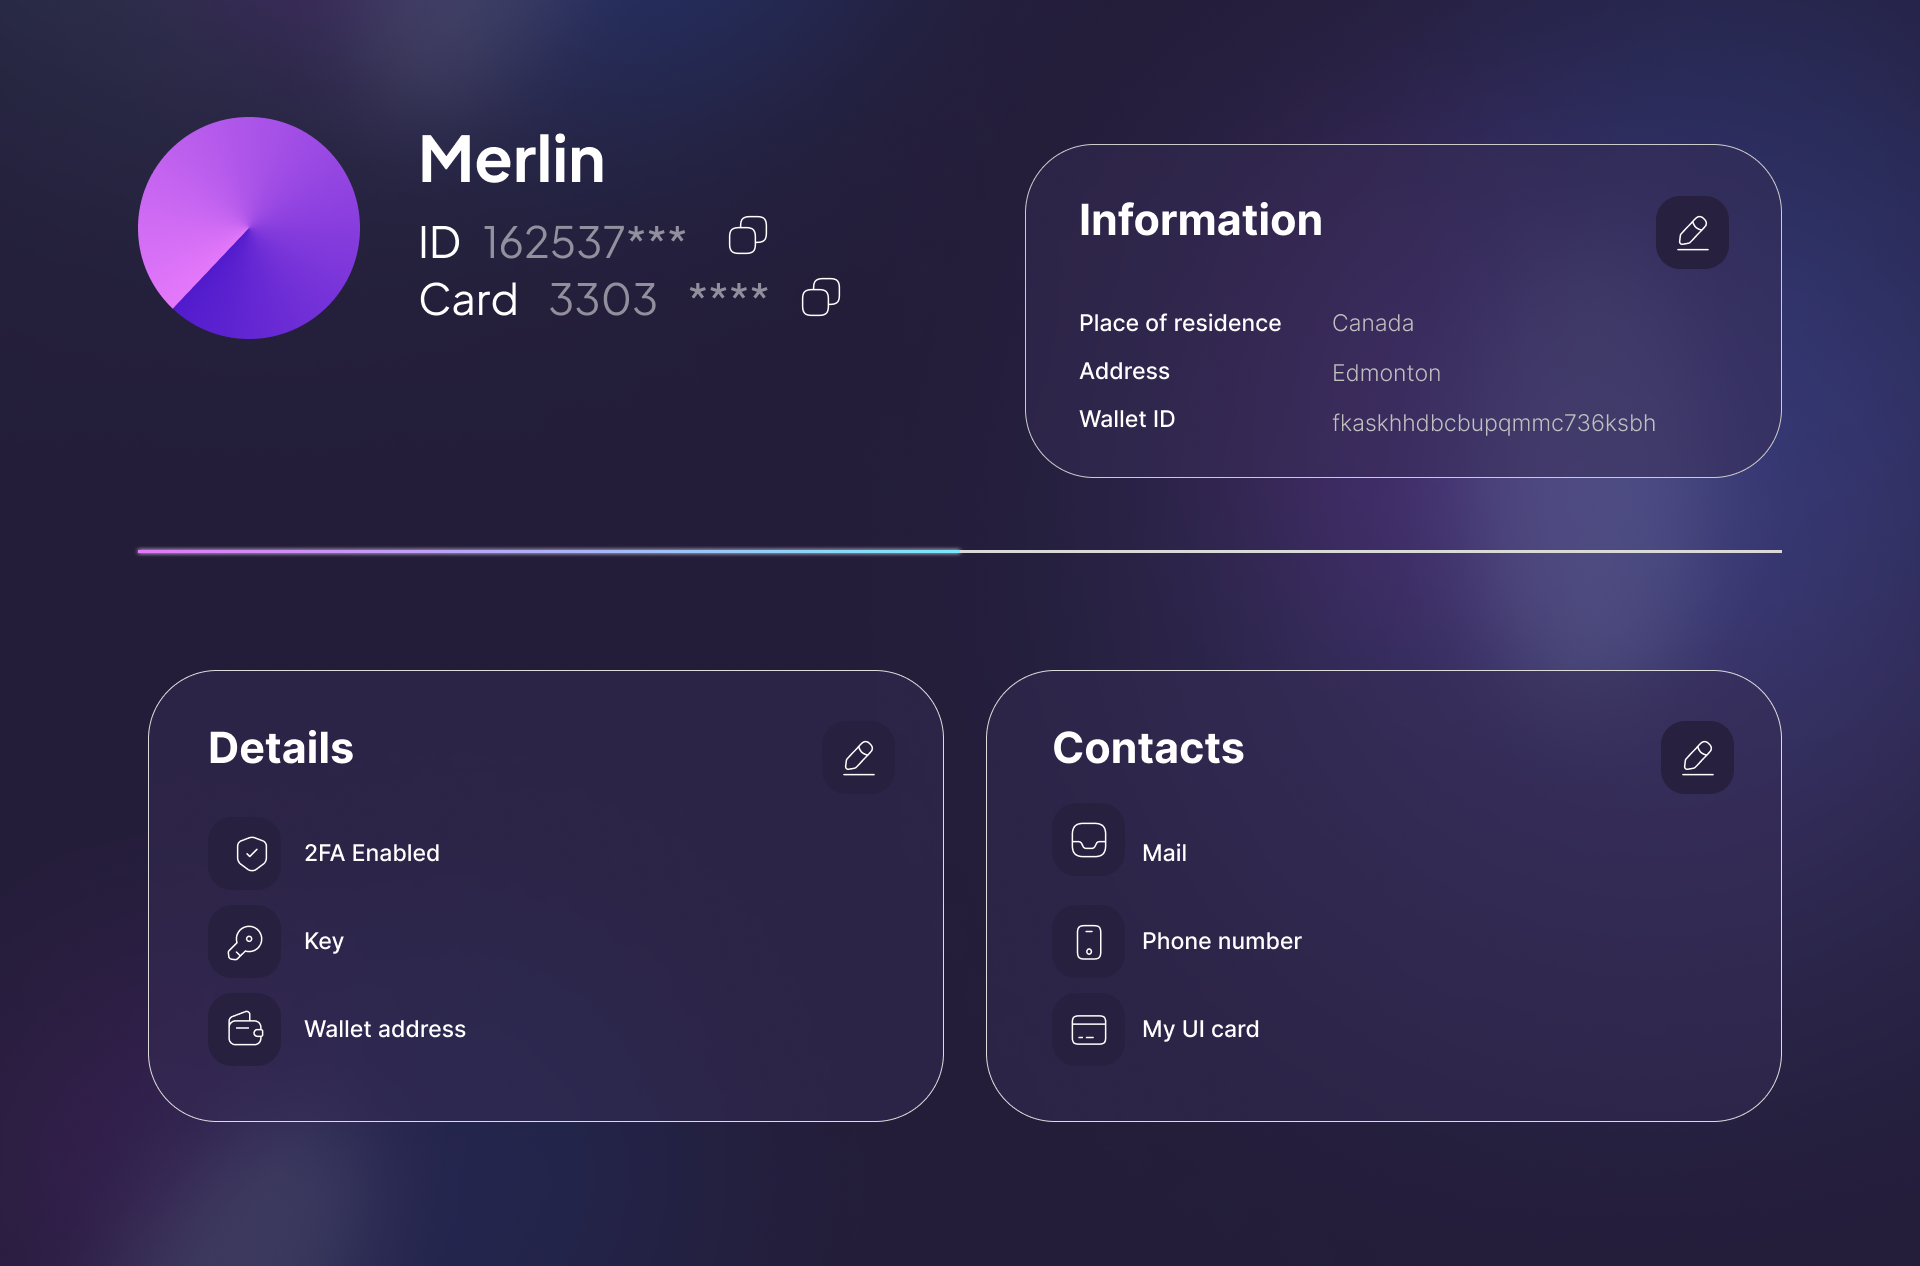 Merlin
ID 162537***
Card 3303 ****
Information
Place of residence Canada
Address Edmonton
Wallet ID fkaskhhdbcbupqmmc736ksbh
Details
2FA Enabled
Key
Wallet address
Contacts
Mail
Phone number
My UI card